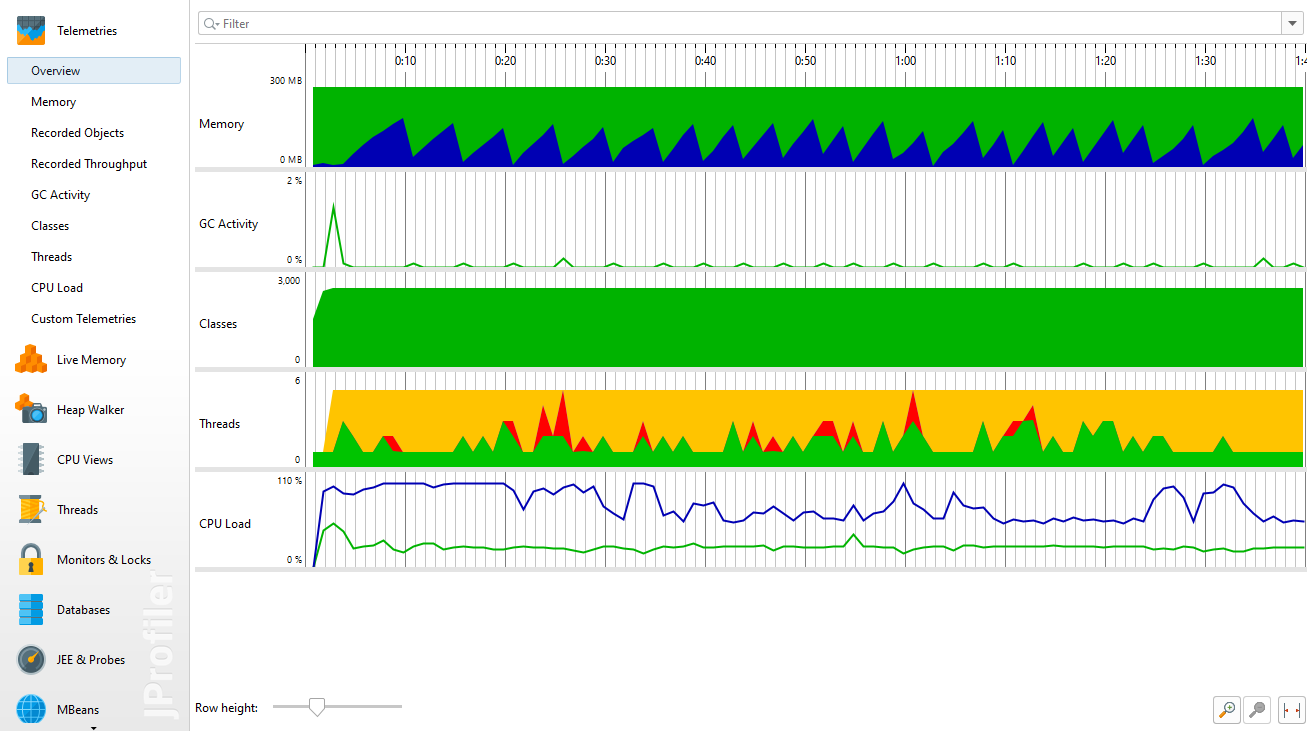 Telemetries
Overview
Memory
Recorded Objects
Recorded Throughput
GC Activity
Classes
Threads
CPU Load
Custom Telemetries
Live Memory
Heap Walker
CPU Views
Threads
Monitors & Locks
Databases
JEE & Probes
MBeans
JProfiler
Filter
0:10 0:20 0:30 0:40 0:50 1:00 1:10 1:20 1:30 1:4
300 MB
Memory
0 MB
2 %
GC Activity
0 %
3,000
Classes
0
6
Threads
0
110 %
CPU Load
0 %
Row height: